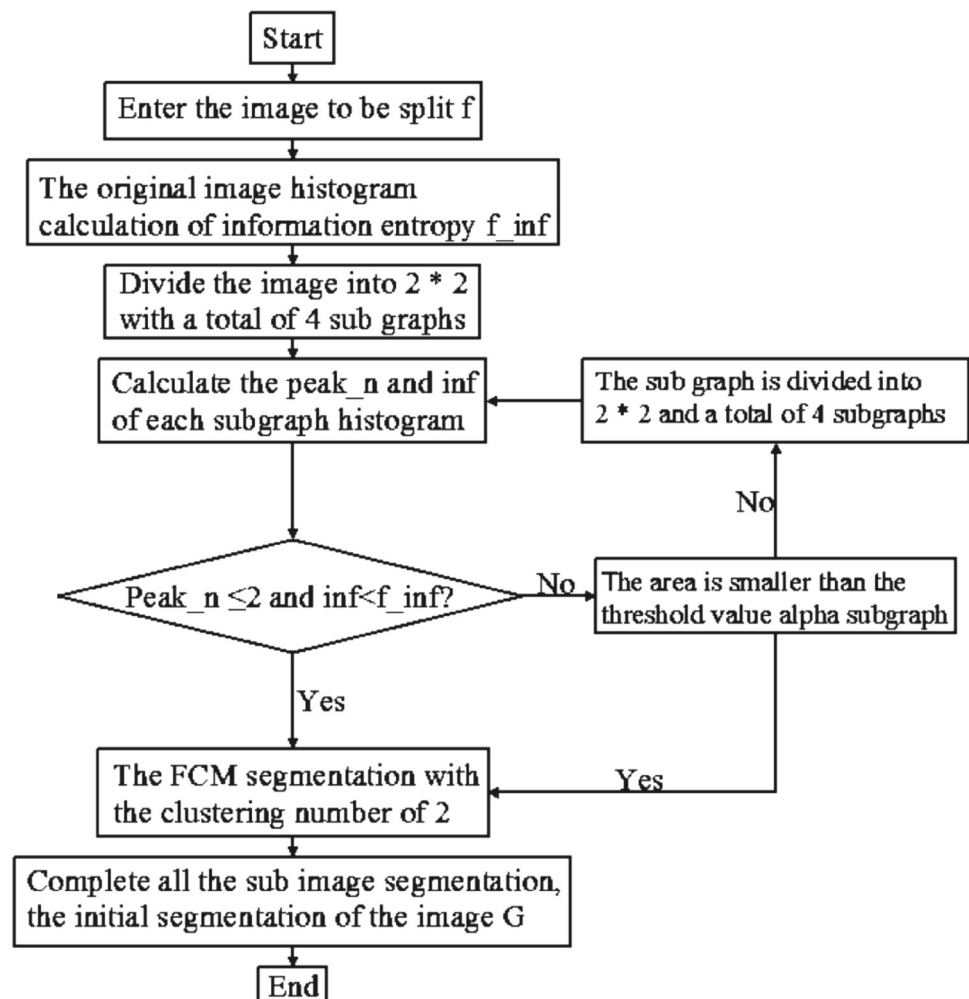 Start
Enter the image to be split f
The original image histogram
calculation of information entropy f_inf
Divide the image into 2 * 2
with a total of 4 sub graphs
Calculate the peak_n and inf
of each subgraph histogram
The sub graph is divided into
2 * 2 and a total of 4 subgraphs
No
Peak_n ≤2 and inf<f_inf?
No
The area is smaller than the
threshold value alpha subgraph
Yes
The FCM segmentation with
the clustering number of 2
Yes
Complete all the sub image segmentation,
the initial segmentation of the image G
End